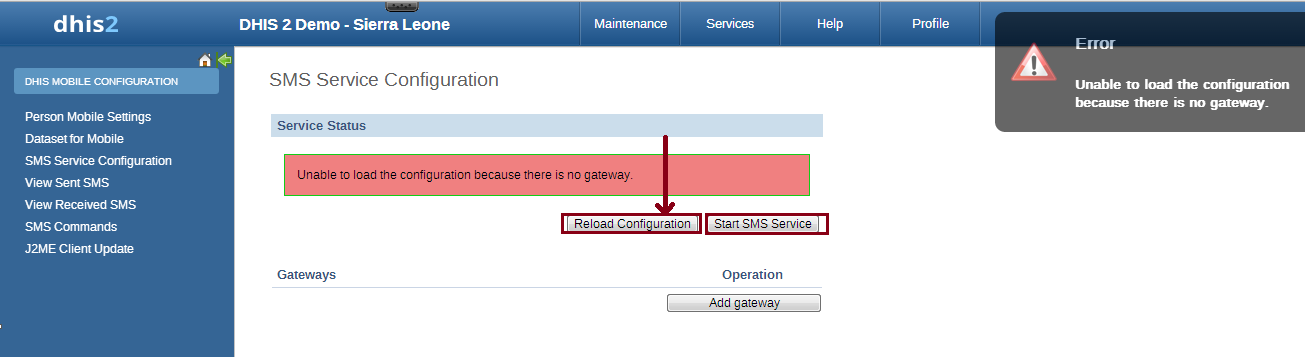 dhis2
DHIS 2 Demo - Sierra Leone
Maintenance
Services
Help
Profile
Error
Unable to load the configuration
because there is no gateway.
DHIS MOBILE CONFIGURATION
Person Mobile Settings
Dataset for Mobile
SMS Service Configuration
View Sent SMS
View Received SMS
SMS Commands
J2ME Client Update
SMS Service Configuration
Service Status
Unable to load the configuration because there is no gateway.
Reload Configuration
Start SMS Service
Gateways
Operation
Add gateway